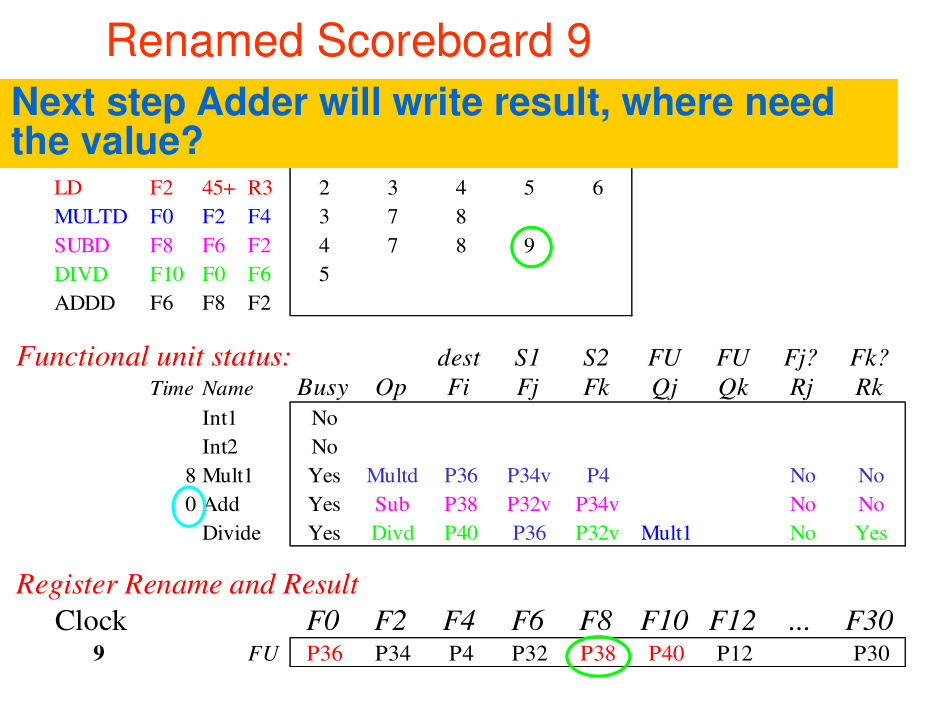 Renamed Scoreboard 9
Next step Adder will write result, where need
the value?
LD F2 45+ R3 2 3 4 5 6
MULTD F0 F2 F4 3 7 8
SUBD F8 F6 F2 4 7 8 9
DIVD F10 F0 F6 5
ADDD F6 F8 F2
Functional unit status: dest S1 S2 FU FU Fj? Fk?
Time Name Busy Op Fi Fj Fk Qj Qk Rj Rk
Int1 No
Int2 No
8 Mult1 Yes Multd P36 P34v P4 No No
0 Add Yes Sub P38 P32v P34v No No
Divide Yes Divd P40 P36 P32v Mult1 No Yes
Register Rename and Result
Clock F0 F2 F4 F6 F8 F10 F12 ... F30
9 FU P36 P34 P4 P32 P38 P40 P12 P30